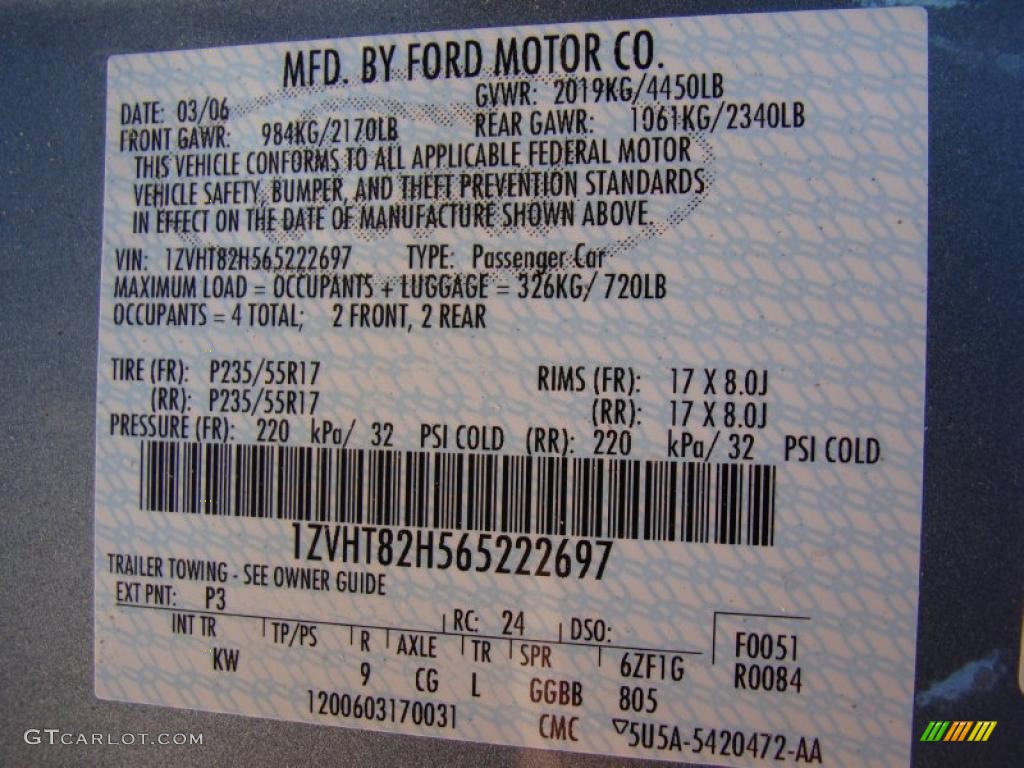 MFD. BY FORD MOTOR CO.
DATE: 03/06 GVWR: 2019KG/4450LB
FRONT GAWR: 984KG/2170LB REAR GAWR: 1061KG/2340LB
THIS VEHICLE CONFORMS TO ALL APPLICABLE FEDERAL MOTOR
VEHICLE SAFETY, BUMPER, AND THEFT PREVENTION STANDARDS
IN EFFECT ON THE DATE OF MANUFACTURE SHOWN ABOVE.
VIN: 1ZVHT82H565222697 TYPE: Passenger Car
MAXIMUM LOAD = OCCUPANTS + LUGGAGE = 326KG/ 720LB
OCCUPANTS = 4 TOTAL; 2 FRONT, 2 REAR
TIRE (FR): P235/55R17 RIMS (FR): 17 X 8.0J
(RR): P235/55R17 (RR): 17 X 8.0J
PRESSURE (FR): 220 kPa/ 32 PSI COLD (RR): 220 kPa/ 32 PSI COLD
1ZVHT82H565222697
TRAILER TOWING - SEE OWNER GUIDE
EXT PNT: P3 RC: 24 DSO: F0051
INT TR TP/PS R AXLE TR SPR 6ZF1G R0084
KW 9 CG L GGBB 805
1200603170031 CMC ▽5U5A-5420472-AA
GTCARLOT.COM